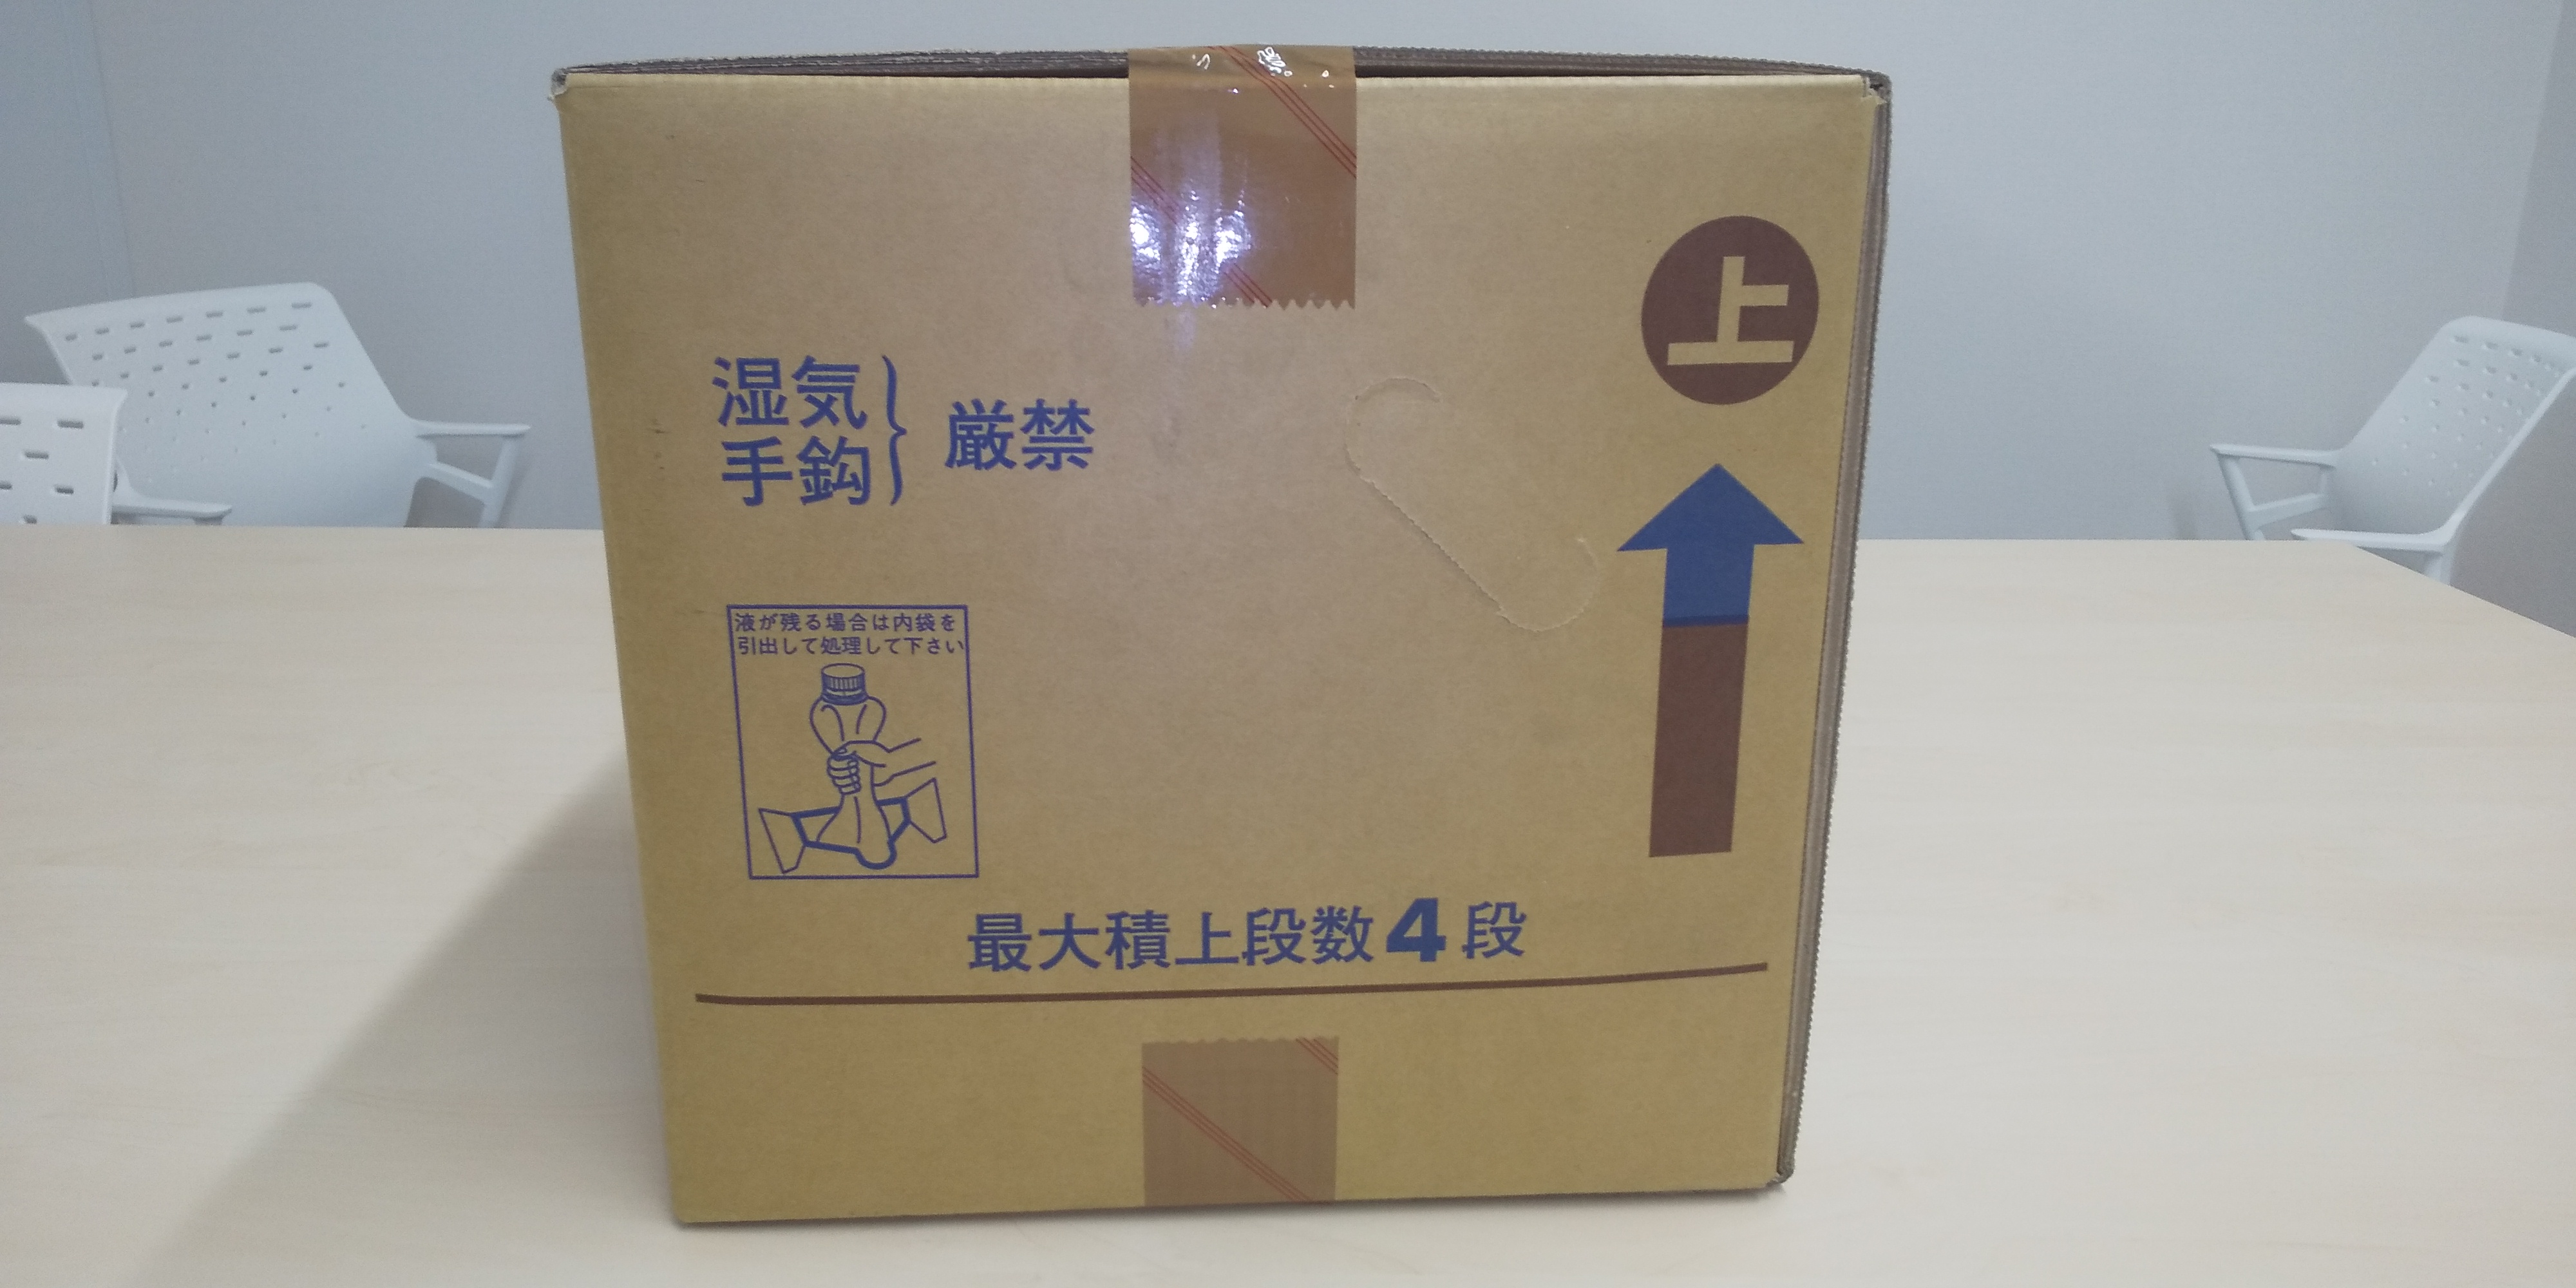 上
湿気
手鈎
厳禁
液が残る場合は内袋を
引出して処理して下さい
最大積上段数4段